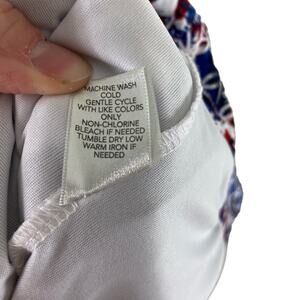 MACHINE WASH
COLD
GENTLE CYCLE
WITH LIKE COLORS
ONLY
NON-CHLORINE
BLEACH IF NEEDED
TUMBLE DRY LOW
WARM IRON IF
NEEDED